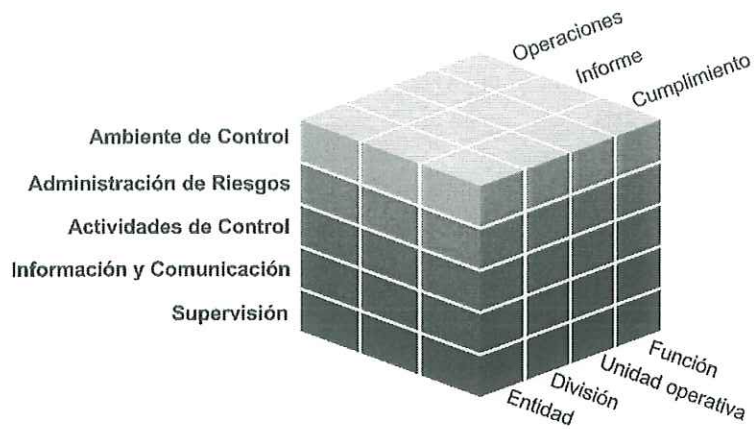 Operaciones
Informe
Cumplimiento
Ambiente de Control
Administración de Riesgos
Actividades de Control
Información y Comunicación
Supervisión
Función
Unidad operativa
División
Entidad